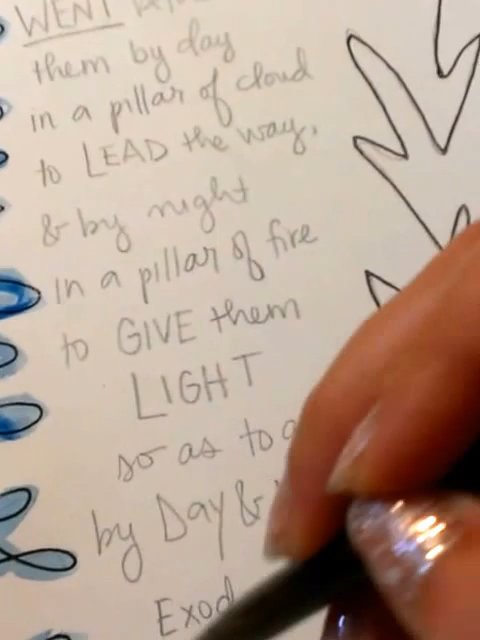 WENT
them by day
in a pillar of cloud
to LEAD the way,
& by night
in a pillar of fire
to GIVE them
LIGHT
so as to
by Day &
Exod